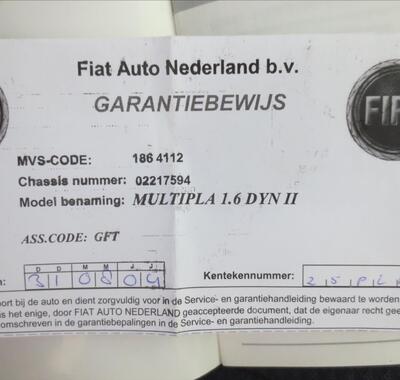 Fiat Auto Nederland b.v.
GARANTIEBEWIJS
FIA
MVS-CODE: 186 4112
Chassis nummer: 02217594
Model benaming: MULTIPLA 1.6 DYN II
ASS.CODE: GFT
D D M M J J
31 08 04
Kentekennummer: 25 PL
oort bij de auto en dient zorgvuldig voor in de Service- en garantiehandleiding bewaard te worden
is het enige, door FIAT AUTO NEDERLAND geaccepteerde document, dat de eigenaar recht gee
omschreven in de garantiebepalingen in de Service- en garantiehandleiding.